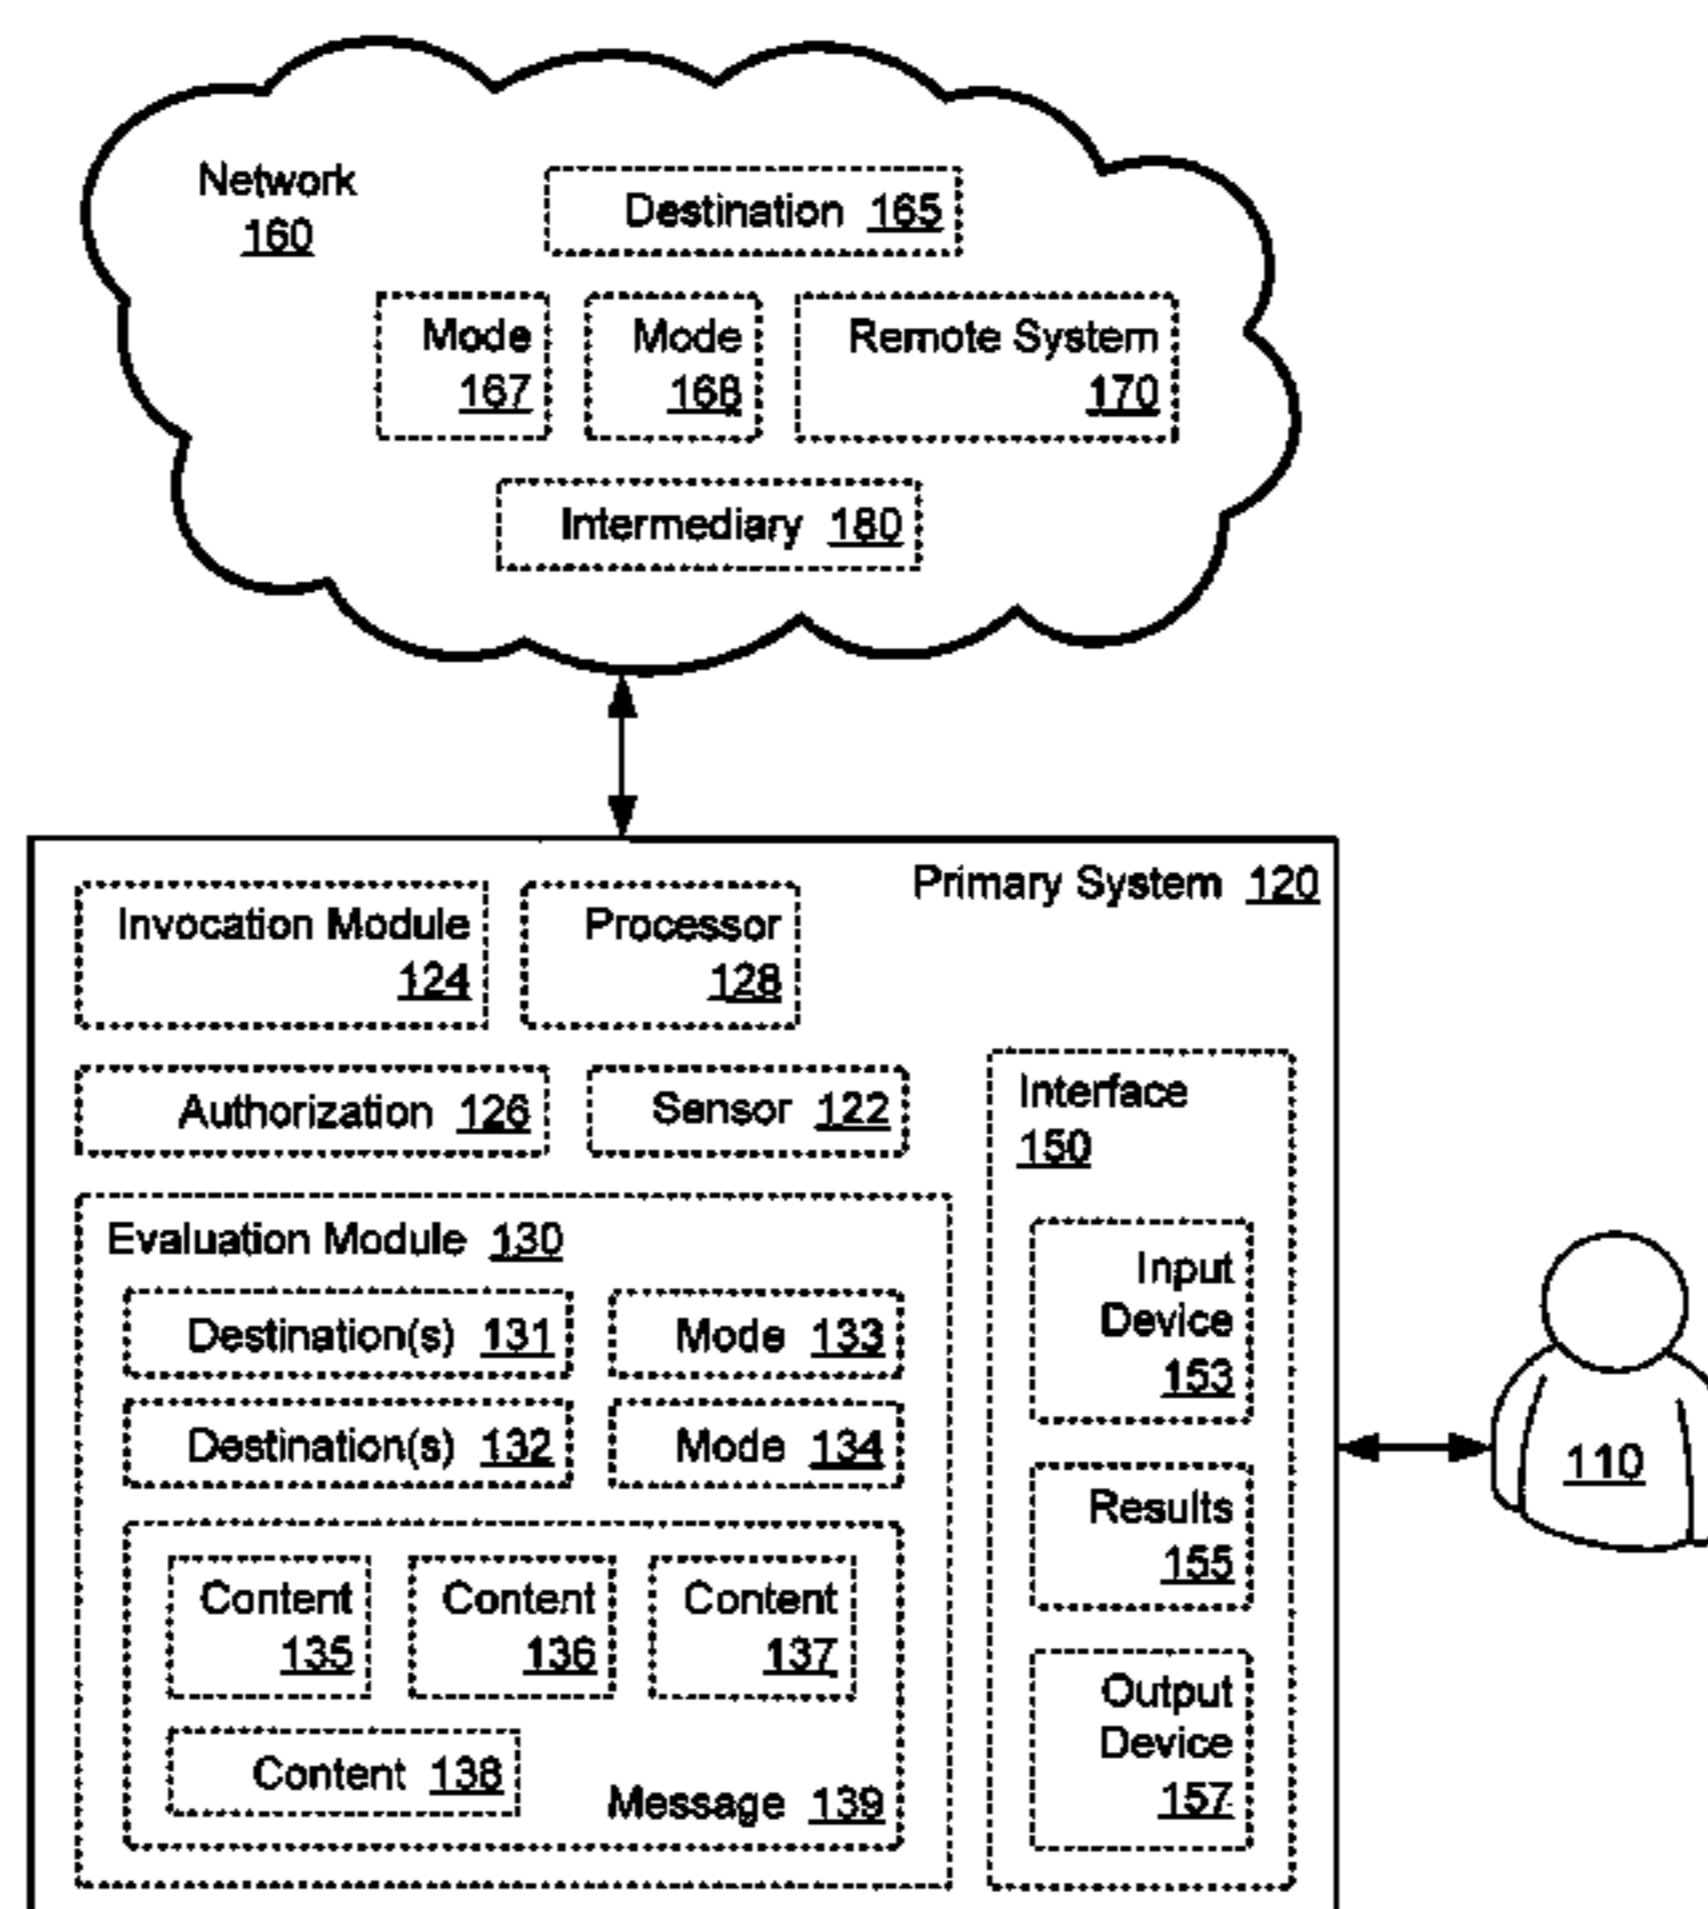 Network
160
Destination 165
Mode
167
Mode
168
Remote System
170
Intermediary 180
Primary System 120
Invocation Module
124
Processor
128
Authorization 126
Sensor 122
Interface
150
Evaluation Module 130
Destination(s) 131
Mode 133
Destination(s) 132
Mode 134
Content
135
Content
136
Content
137
Content 138
Message 139
Input
Device
153
Results
155
Output
Device
157
110